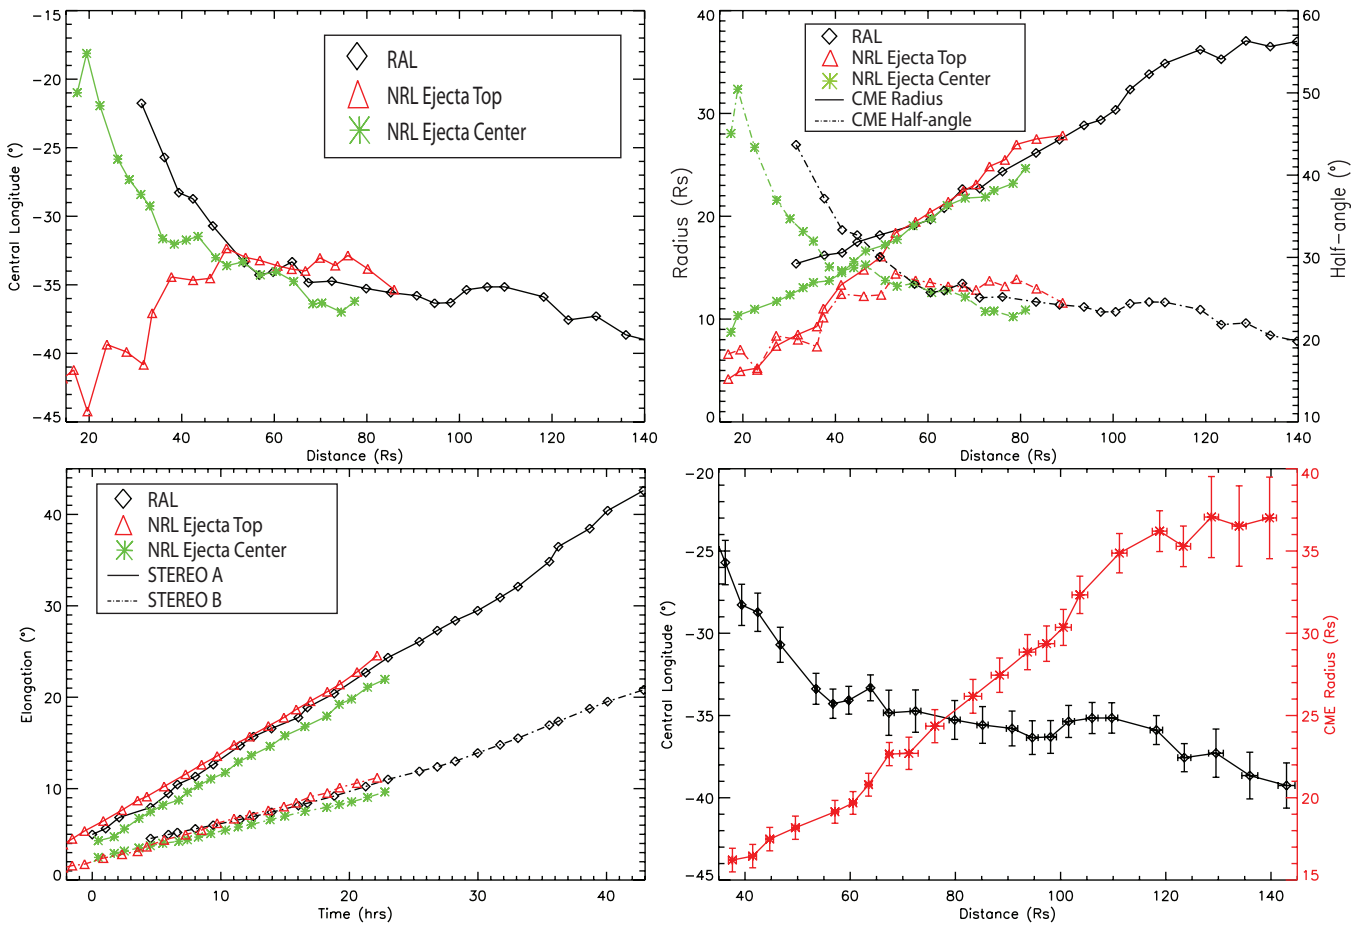 RAL
NRL Ejecta Top
NRL Ejecta Center
Central Longitude (°)
−15
−20
−25
−30
−35
−40
−45
20 40 60 80 100 120 140
Distance (Rs)
RAL
NRL Ejecta Top
NRL Ejecta Center
CME Radius
CME Half-angle
Radius (Rs)
40
30
20
10
0
Half−angle (°)
60
50
40
30
20
10
20 40 60 80 100 120 140
Distance (Rs)
RAL
NRL Ejecta Top
NRL Ejecta Center
STEREO A
STEREO B
Elongation (°)
40
30
20
10
0
0 10 20 30 40
Time (hrs)
Central Longitude (°)
−20
−25
−30
−35
−40
−45
CME Radius (Rs)
40
35
30
25
20
15
40 60 80 100 120 140
Distance (Rs)